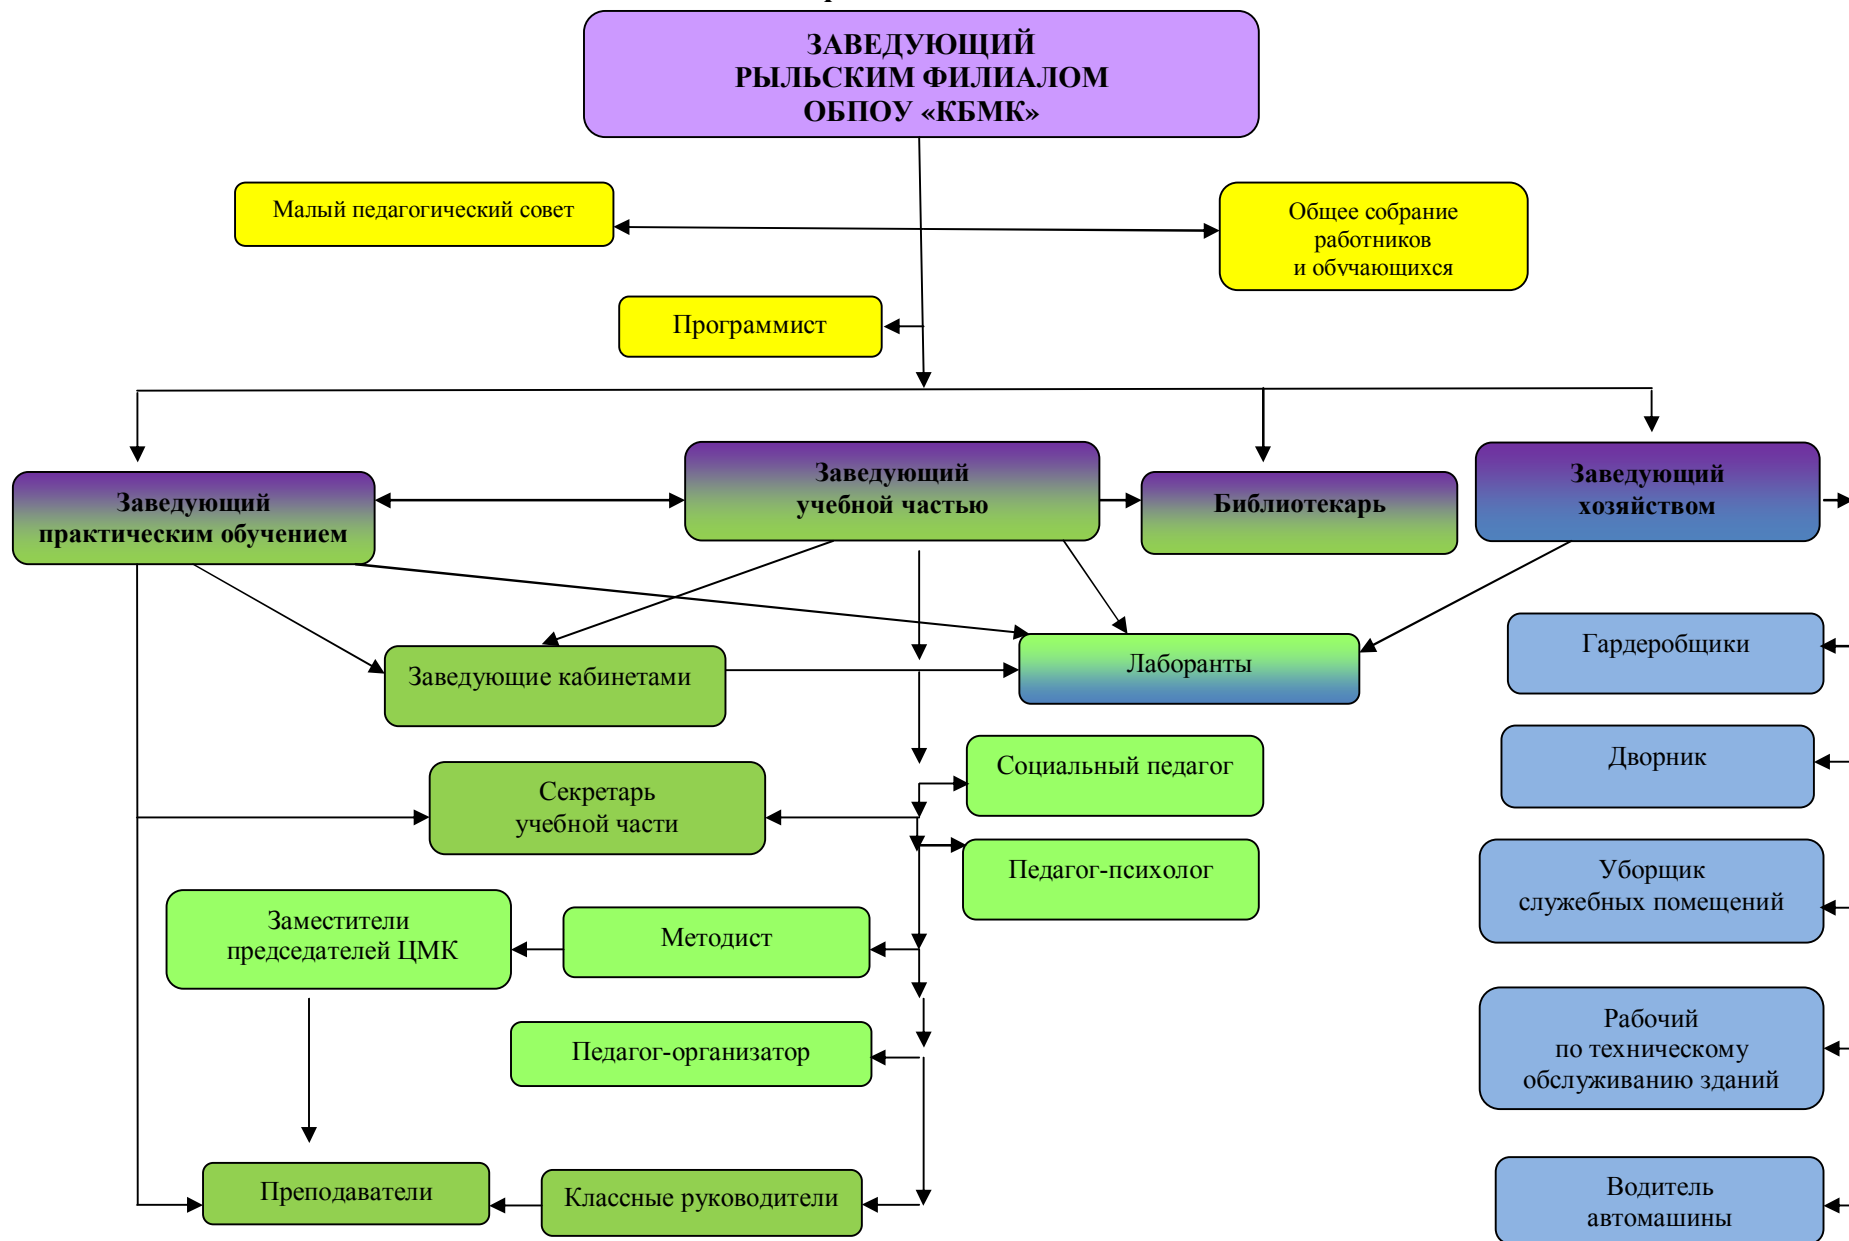 ЗАВЕДУЮЩИЙ
РЫЛЬСКИМ ФИЛИАЛОМ
ОБПОУ «КБМК»
Малый педагогический совет
Общее собрание
работников
и обучающихся
Программист
Заведующий
практическим обучением
Заведующий
учебной частью
Библиотекарь
Заведующий
хозяйством
Заведующие кабинетами
Лаборанты
Гардеробщики
Социальный педагог
Дворник
Секретарь
учебной части
Педагог-психолог
Уборщик
служебных помещений
Заместители
председателей ЦМК
Методист
Педагог-организатор
Рабочий
по техническому
обслуживанию зданий
Преподаватели
Классные руководители
Водитель
автомашины